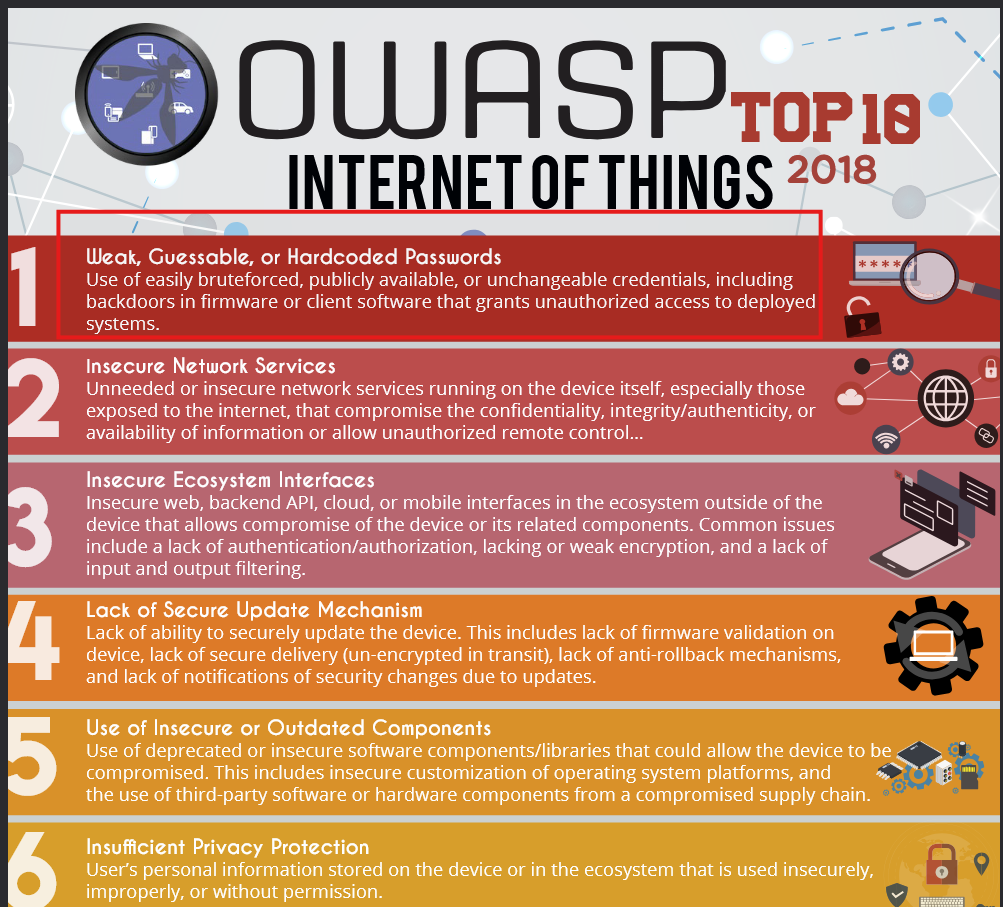 OWASP TOP 10
INTERNET OF THINGS 2018
1
Weak, Guessable, or Hardcoded Passwords
Use of easily bruteforced, publicly available, or unchangeable credentials, including
backdoors in firmware or client software that grants unauthorized access to deployed
systems.
****
2
Insecure Network Services
Unneeded or insecure network services running on the device itself, especially those
exposed to the internet, that compromise the confidentiality, integrity/authenticity, or
availability of information or allow unauthorized remote control...
3
Insecure Ecosystem Interfaces
Insecure web, backend API, cloud, or mobile interfaces in the ecosystem outside of the
device that allows compromise of the device or its related components. Common issues
include a lack of authentication/authorization, lacking or weak encryption, and a lack of
input and output filtering.
4
Lack of Secure Update Mechanism
Lack of ability to securely update the device. This includes lack of firmware validation on
device, lack of secure delivery (un-encrypted in transit), lack of anti-rollback mechanisms,
and lack of notifications of security changes due to updates.
5
Use of Insecure or Outdated Components
Use of deprecated or insecure software components/libraries that could allow the device to be
compromised. This includes insecure customization of operating system platforms, and
the use of third-party software or hardware components from a compromised supply chain.
6
Insufficient Privacy Protection
User's personal information stored on the device or in the ecosystem that is used insecurely,
improperly, or without permission.